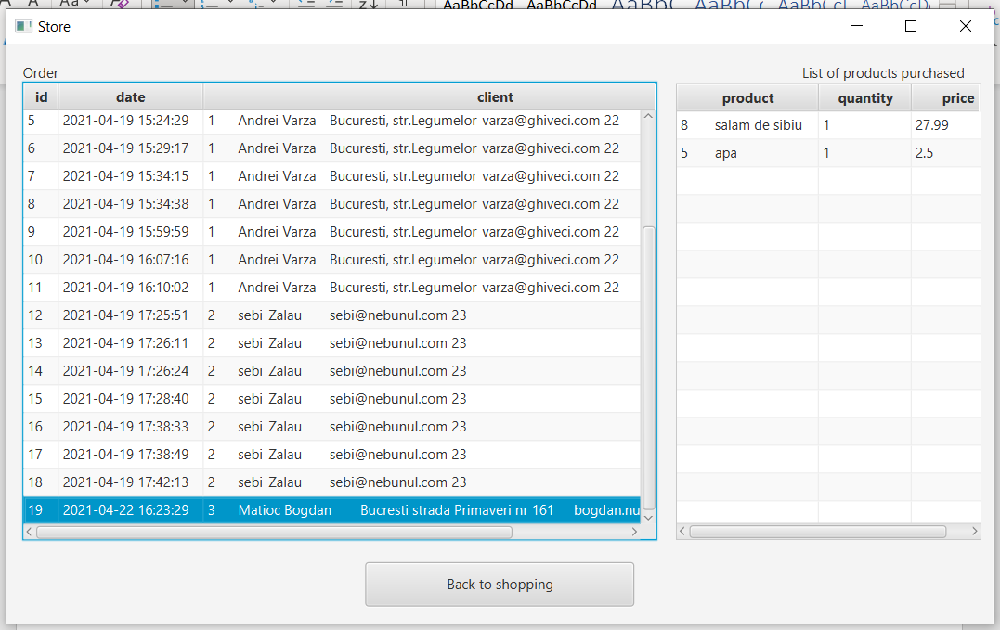 AaBbCcDd AaBbCcDd
Store
Order
List of products purchased
id date client
5 2021-04-19 15:24:29 1 Andrei Varza Bucuresti, str.Legumelor varza@ghiveci.com 22
6 2021-04-19 15:29:17 1 Andrei Varza Bucuresti, str.Legumelor varza@ghiveci.com 22
7 2021-04-19 15:34:15 1 Andrei Varza Bucuresti, str.Legumelor varza@ghiveci.com 22
8 2021-04-19 15:34:38 1 Andrei Varza Bucuresti, str.Legumelor varza@ghiveci.com 22
9 2021-04-19 15:59:59 1 Andrei Varza Bucuresti, str.Legumelor varza@ghiveci.com 22
10 2021-04-19 16:07:16 1 Andrei Varza Bucuresti, str.Legumelor varza@ghiveci.com 22
11 2021-04-19 16:10:02 1 Andrei Varza Bucuresti, str.Legumelor varza@ghiveci.com 22
12 2021-04-19 17:25:51 2 sebi Zalau sebi@nebunul.com 23
13 2021-04-19 17:26:11 2 sebi Zalau sebi@nebunul.com 23
14 2021-04-19 17:26:24 2 sebi Zalau sebi@nebunul.com 23
15 2021-04-19 17:28:40 2 sebi Zalau sebi@nebunul.com 23
16 2021-04-19 17:38:33 2 sebi Zalau sebi@nebunul.com 23
17 2021-04-19 17:38:49 2 sebi Zalau sebi@nebunul.com 23
18 2021-04-19 17:42:13 2 sebi Zalau sebi@nebunul.com 23
19 2021-04-22 16:23:29 3 Matioc Bogdan Bucresti strada Primaveri nr 161 bogdan.nu
product quantity price
8 salam de sibiu 1 27.99
5 apa 1 2.5
Back to shopping